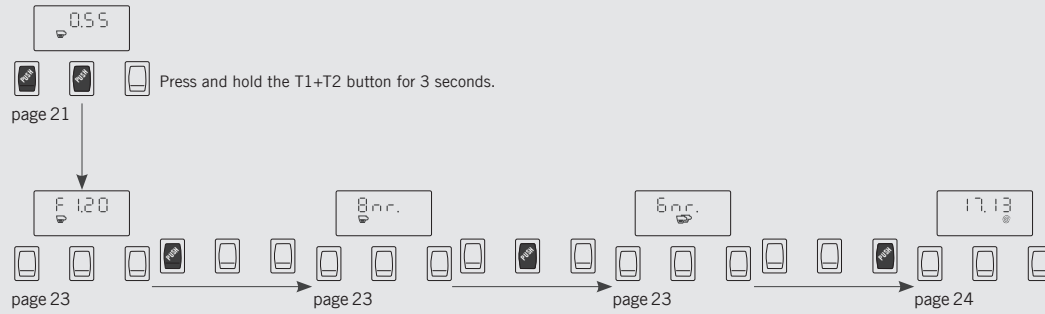 0.55
PUSH PUSH Press and hold the T1+T2 button for 3 seconds.
page 21
F 1.20 8nr. 6nr. 17.13
PUSH PUSH PUSH
page 23 page 23 page 23 page 24